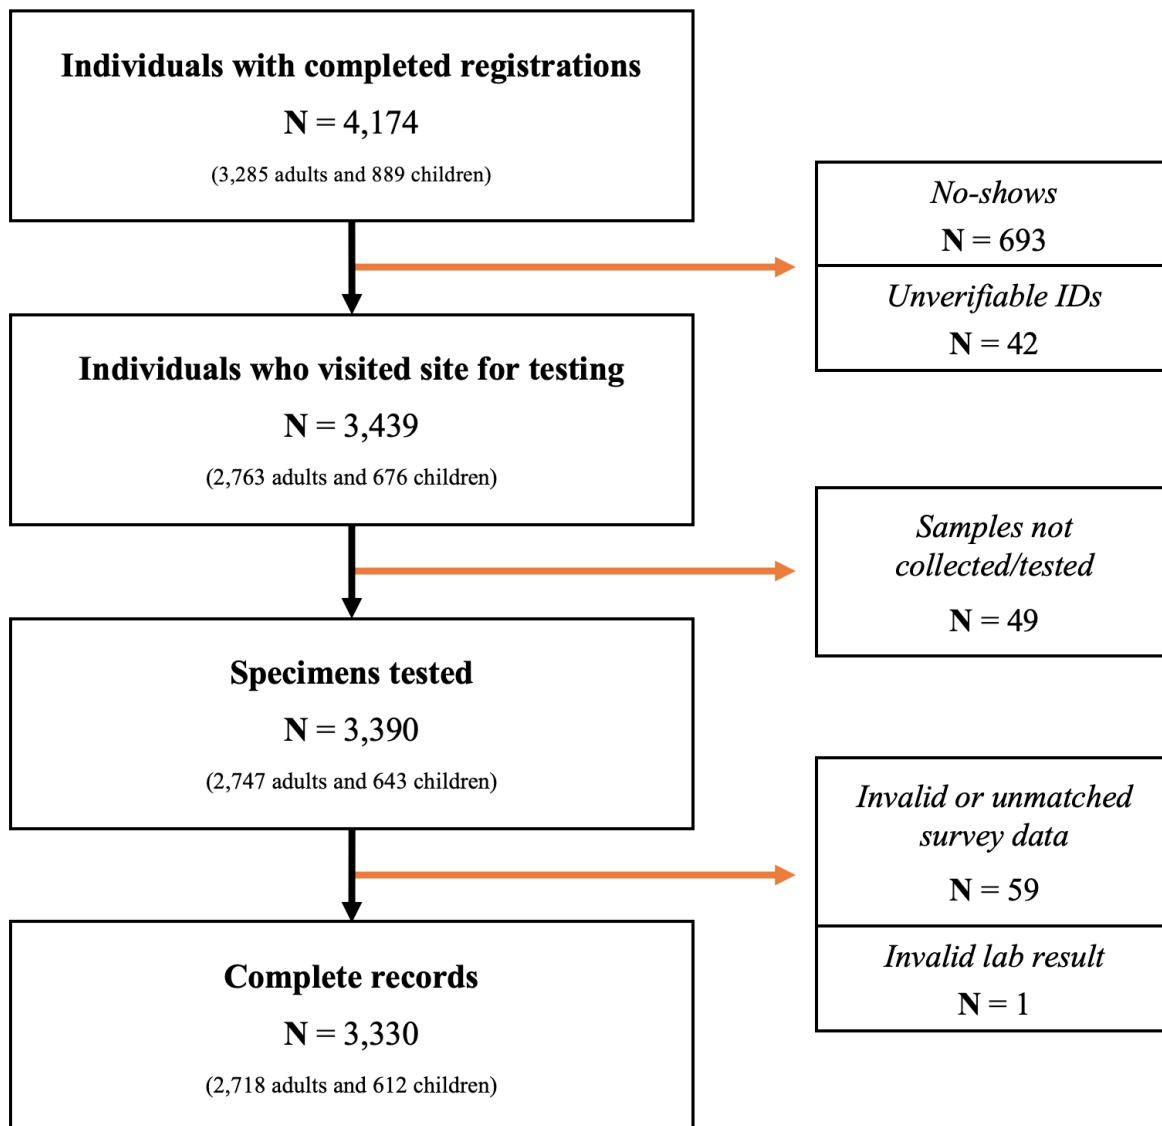 Individuals with completed registrations
N = 4,174
(3,285 adults and 889 children)
No-shows
N = 693
Unverifiable IDs
N = 42
Individuals who visited site for testing
N = 3,439
(2,763 adults and 676 children)
Samples not
collected/tested
N = 49
Specimens tested
N = 3,390
(2,747 adults and 643 children)
Invalid or unmatched
survey data
N = 59
Invalid lab result
N = 1
Complete records
N = 3,330
(2,718 adults and 612 children)